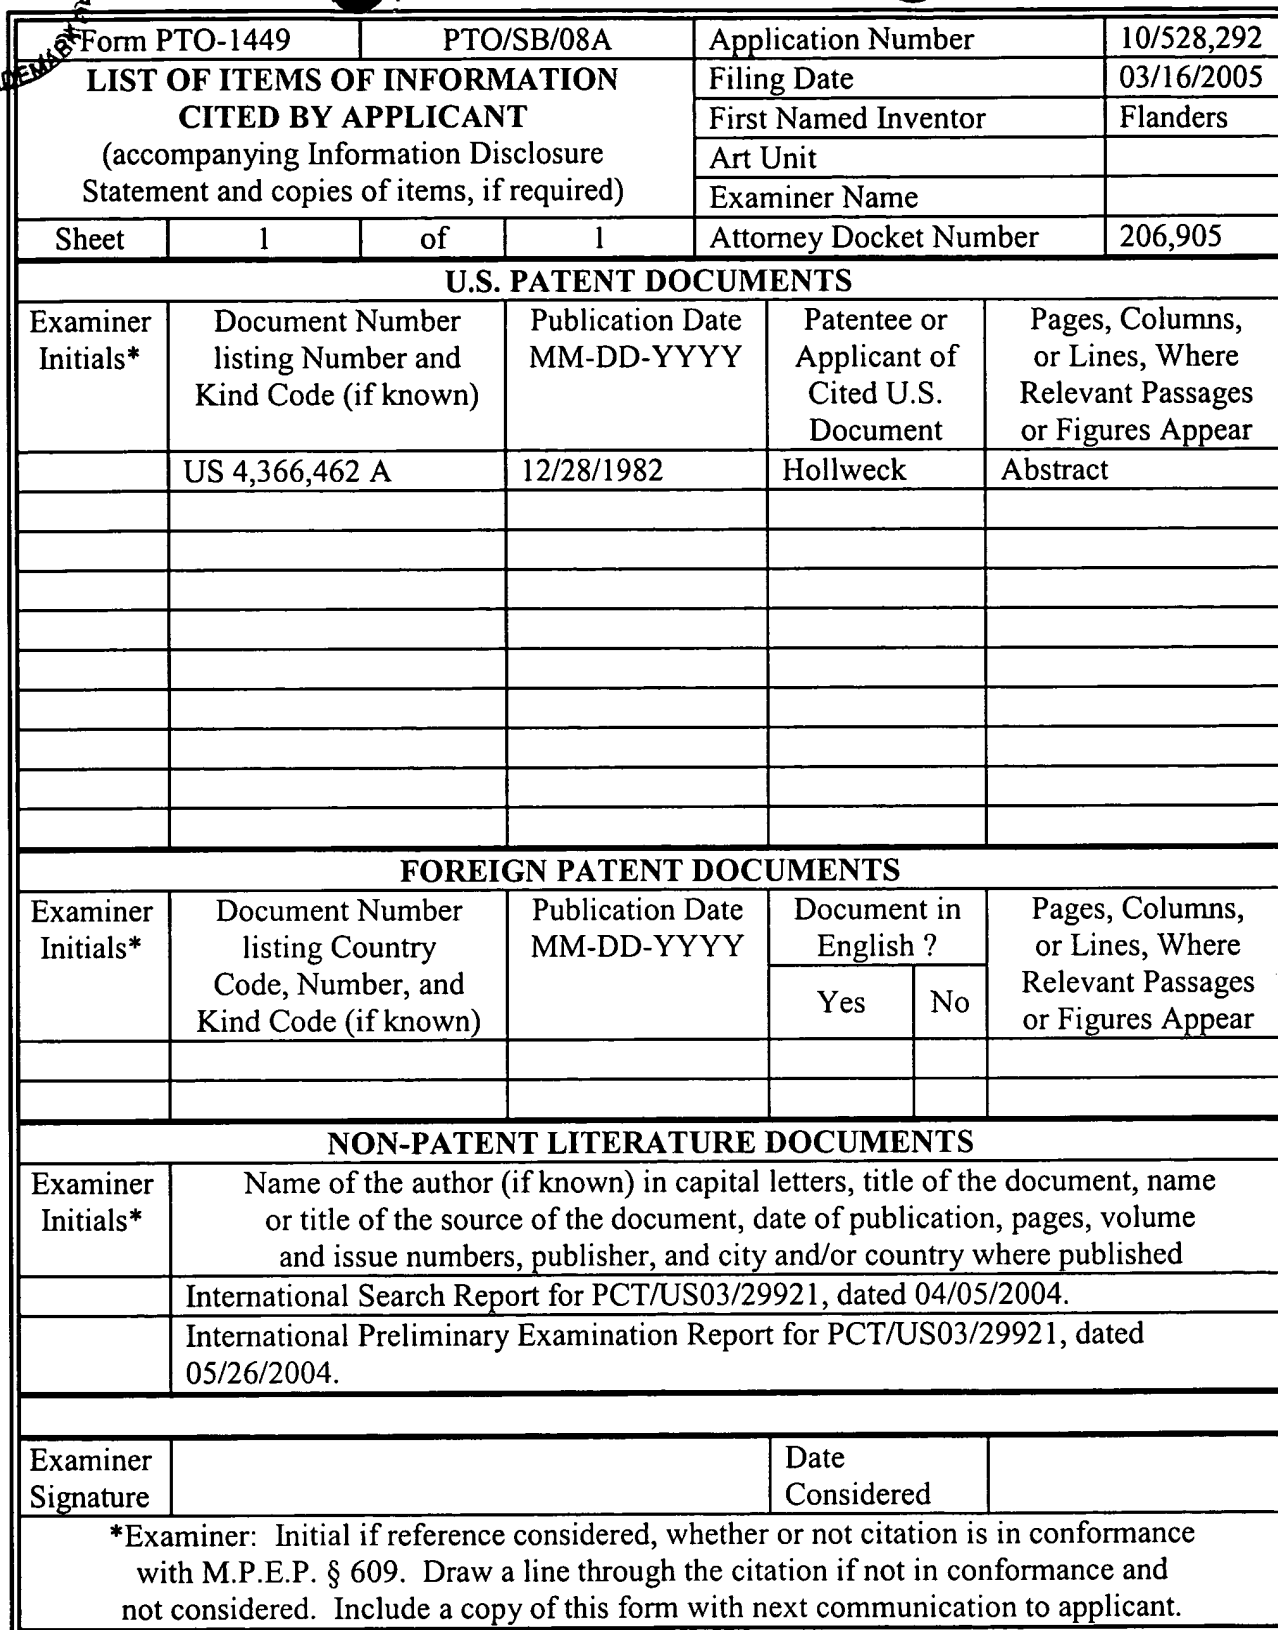 Form PTO-1449 PTO/SB/08A Application Number 10/528,292
LIST OF ITEMS OF INFORMATION Filing Date 03/16/2005
CITED BY APPLICANT First Named Inventor Flanders
(accompanying Information Disclosure Art Unit
Statement and copies of items, if required) Examiner Name
Sheet 1 of 1 Attorney Docket Number 206,905
U.S. PATENT DOCUMENTS
Examiner Document Number Publication Date Patentee or Pages, Columns,
Initials* listing Number and MM-DD-YYYY Applicant of or Lines, Where
Kind Code (if known) Cited U.S. Relevant Passages
Document or Figures Appear
US 4,366,462 A 12/28/1982 Hollweck Abstract
FOREIGN PATENT DOCUMENTS
Examiner Document Number Publication Date Document in Pages, Columns,
Initials* listing Country MM-DD-YYYY English ? or Lines, Where
Code, Number, and Yes No Relevant Passages
Kind Code (if known) or Figures Appear
NON-PATENT LITERATURE DOCUMENTS
Examiner Name of the author (if known) in capital letters, title of the document, name
Initials* or title of the source of the document, date of publication, pages, volume
and issue numbers, publisher, and city and/or country where published
International Search Report for PCT/US03/29921, dated 04/05/2004.
International Preliminary Examination Report for PCT/US03/29921, dated
05/26/2004.
Examiner Date
Signature Considered
*Examiner: Initial if reference considered, whether or not citation is in conformance
with M.P.E.P. § 609. Draw a line through the citation if not in conformance and
not considered. Include a copy of this form with next communication to applicant.